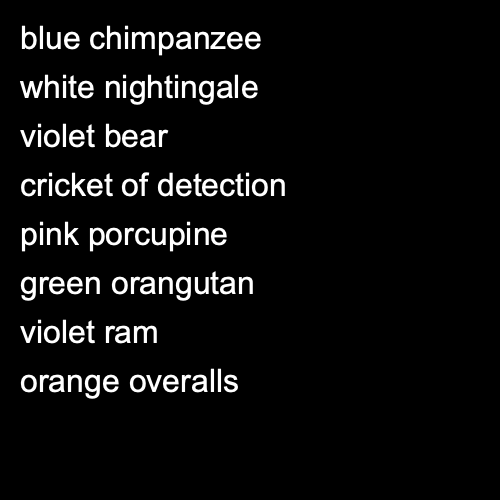 blue chimpanzee
white nightingale
violet bear
cricket of detection
pink porcupine
green orangutan
violet ram
orange overalls